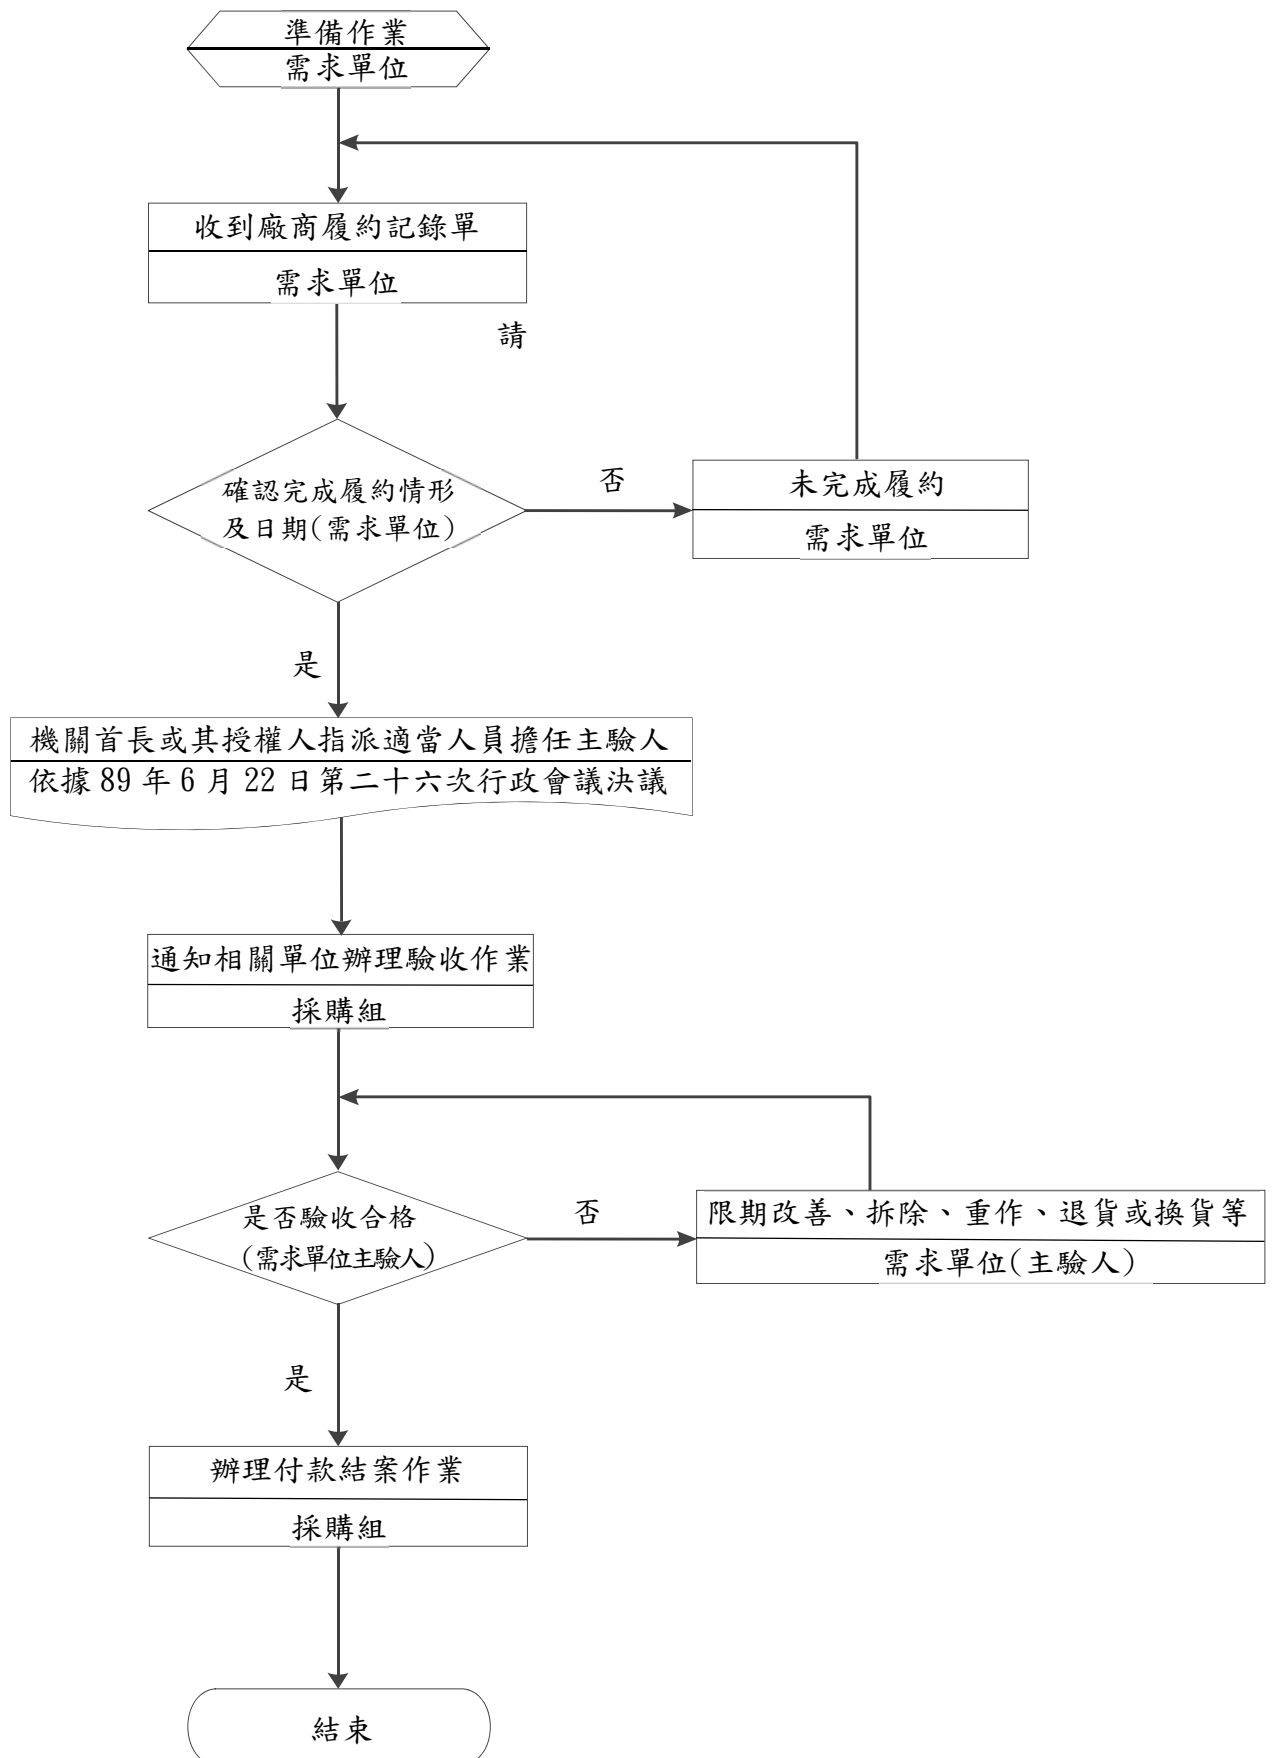 準備作業
需求單位
收到廠商履約記錄單
需求單位
請
確認完成履約情形
及日期(需求單位)
否
未完成履約
需求單位
是
機關首長或其授權人指派適當人員擔任主驗人
依據 89 年 6 月 22 日第二十六次行政會議決議
通知相關單位辦理驗收作業
採購組
是否驗收合格
(需求單位主驗人)
否
限期改善、拆除、重作、退貨或換貨等
需求單位(主驗人)
是
辦理付款結案作業
採購組
結束